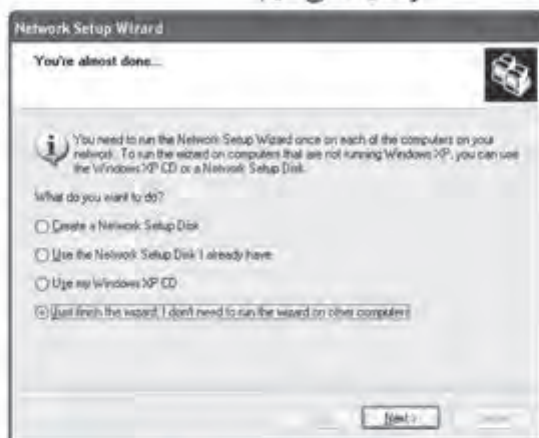 Network Setup Wizard
You're almost done...
You need to run the Network Setup Wizard once on each of the computers on your
network. To run the wizard on computers that are not running Windows XP, you can use
the Windows XP CD or a Network Setup Disk.
What do you want to do?
Create a Network Setup Disk
Use the Network Setup Disk I already have
Use my Windows XP CD
Just finish the wizard; I don't need to run the wizard on other computers
Next >